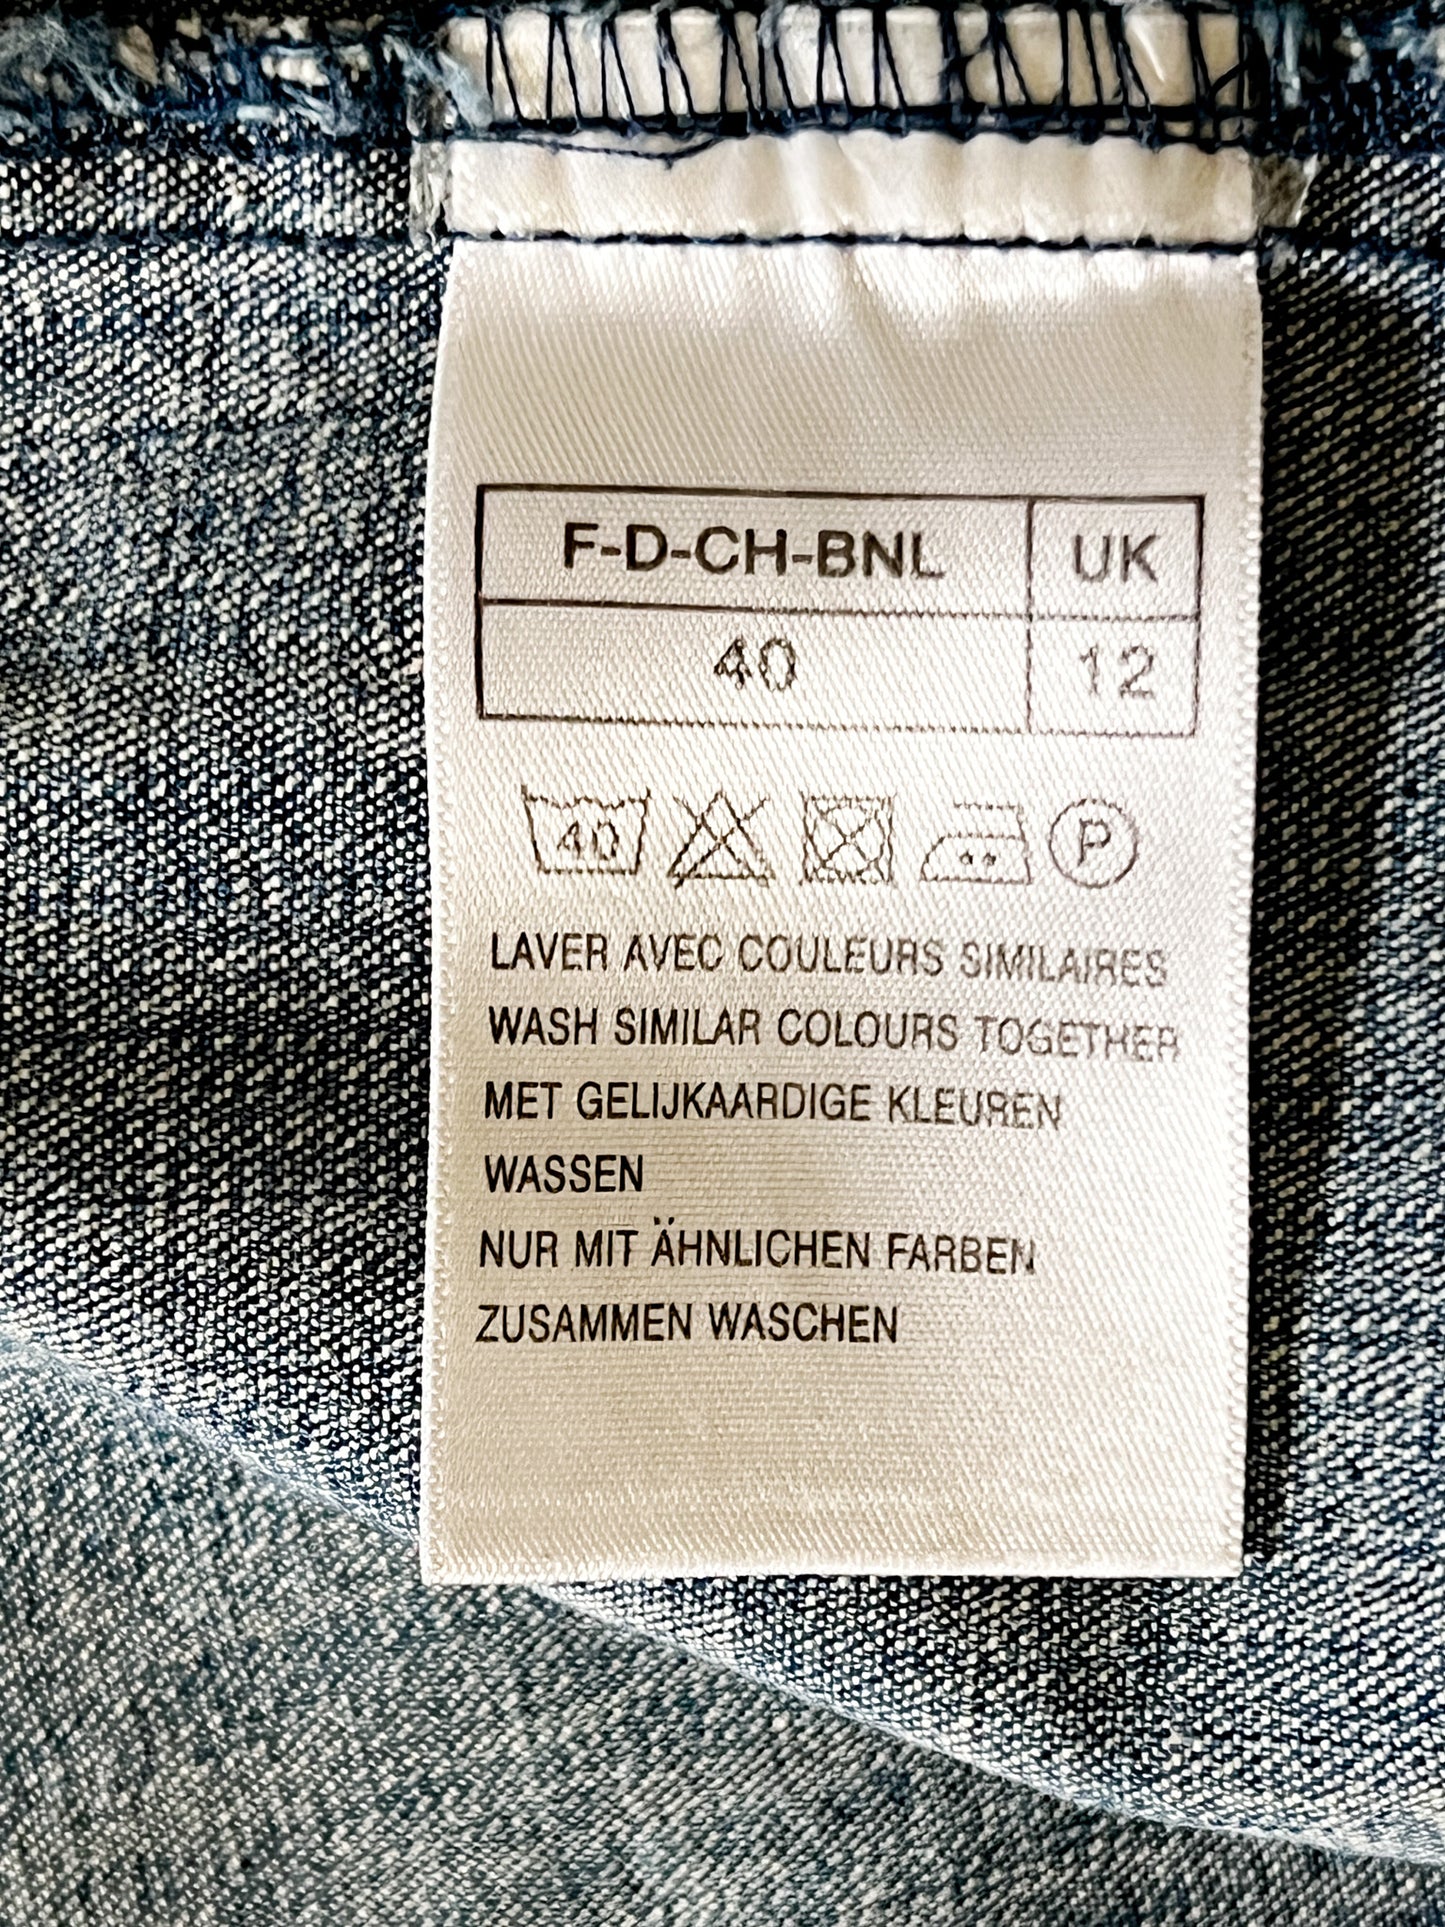 F-D-CH-BNL UK
40 12
40 P
LAVER AVEC COULEURS SIMILAIRES
WASH SIMILAR COLOURS TOGETHER
MET GELIJKAARDIGE KLEUREN
WASSEN
NUR MIT ÄHNLICHEN FARBEN
ZUSAMMEN WASCHEN